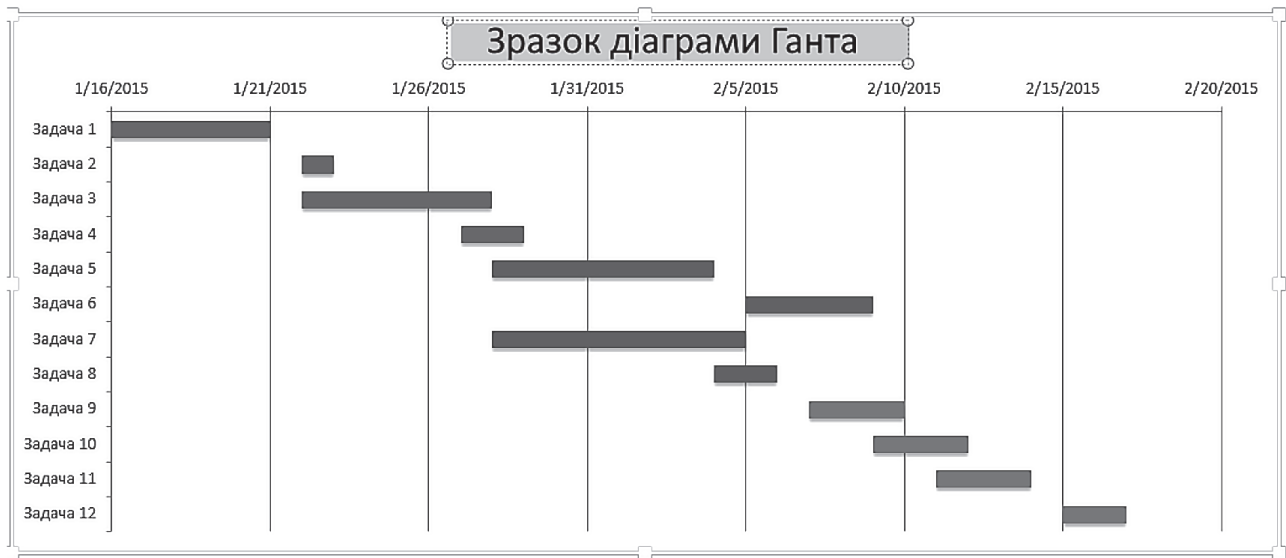 Зразок діаграми Ганта
1/16/2015 1/21/2015 1/26/2015 1/31/2015 2/5/2015 2/10/2015 2/15/2015 2/20/2015
Задача 1
Задача 2
Задача 3
Задача 4
Задача 5
Задача 6
Задача 7
Задача 8
Задача 9
Задача 10
Задача 11
Задача 12